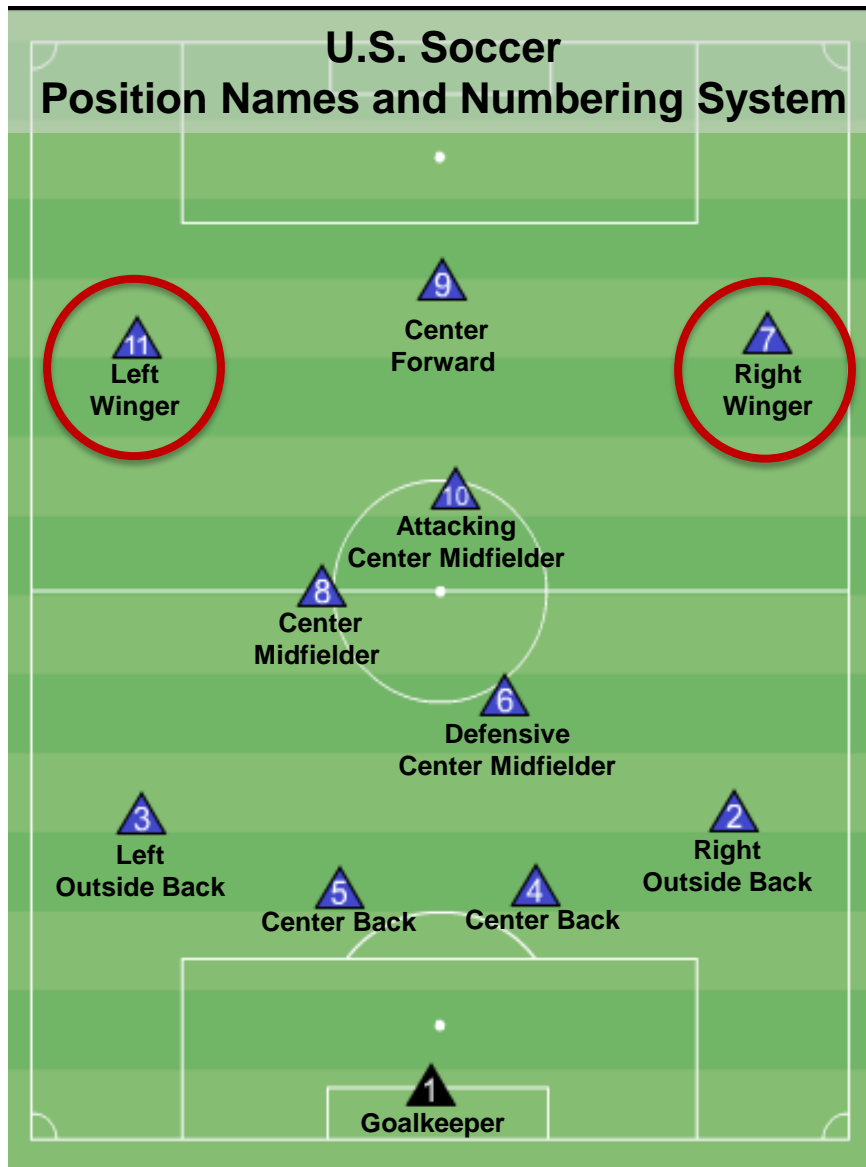 U.S. Soccer
Position Names and Numbering System
9
Center
Forward
11
Left
Winger
7
Right
Winger
10
Attacking
Center Midfielder
8
Center
Midfielder
6
Defensive
Center Midfielder
3
Left
Outside Back
2
Right
Outside Back
5
Center Back
4
Center Back
1
Goalkeeper